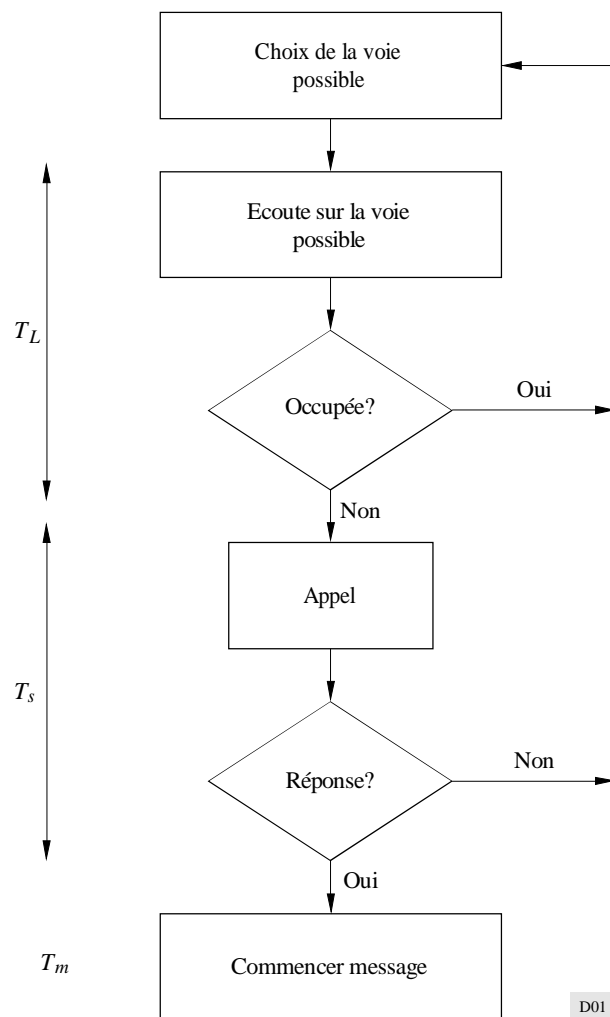 Choix de la voie
possible
Ecoute sur la voie
possible
T_L
Occupée?
Oui
Non
Appel
T_s
Réponse?
Non
Oui
T_m
Commencer message
D01